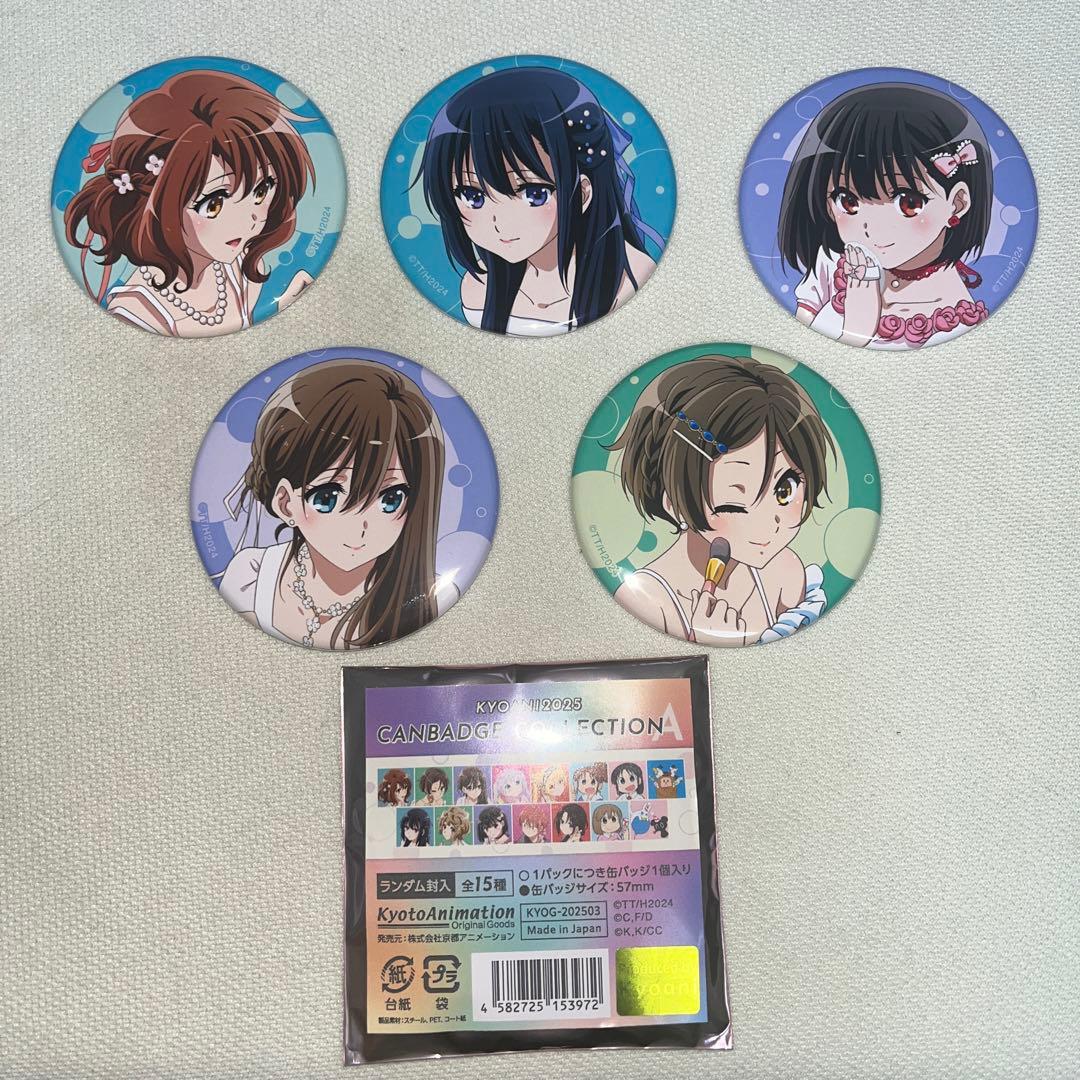 ©TT/H2024
©TT/H2024
©TT/H2024
©TT/H2024
©TT/H2024
KYOANI2025
CANBADGE COLLECTION A
ランダム封入 全15種
○1パックにつき缶バッジ1個入り
●缶バッジサイズ:57mm
KyotoAnimation
Original Goods
発売元:株式会社京都アニメーション
KYOG-202503
Made in Japan
©TT/H2024
©C,F/D
©K.K/CC
紙
台紙
プラ
袋
製品素材:スチール、PET、コート紙
4 582725 153972
Produced by
kyoani